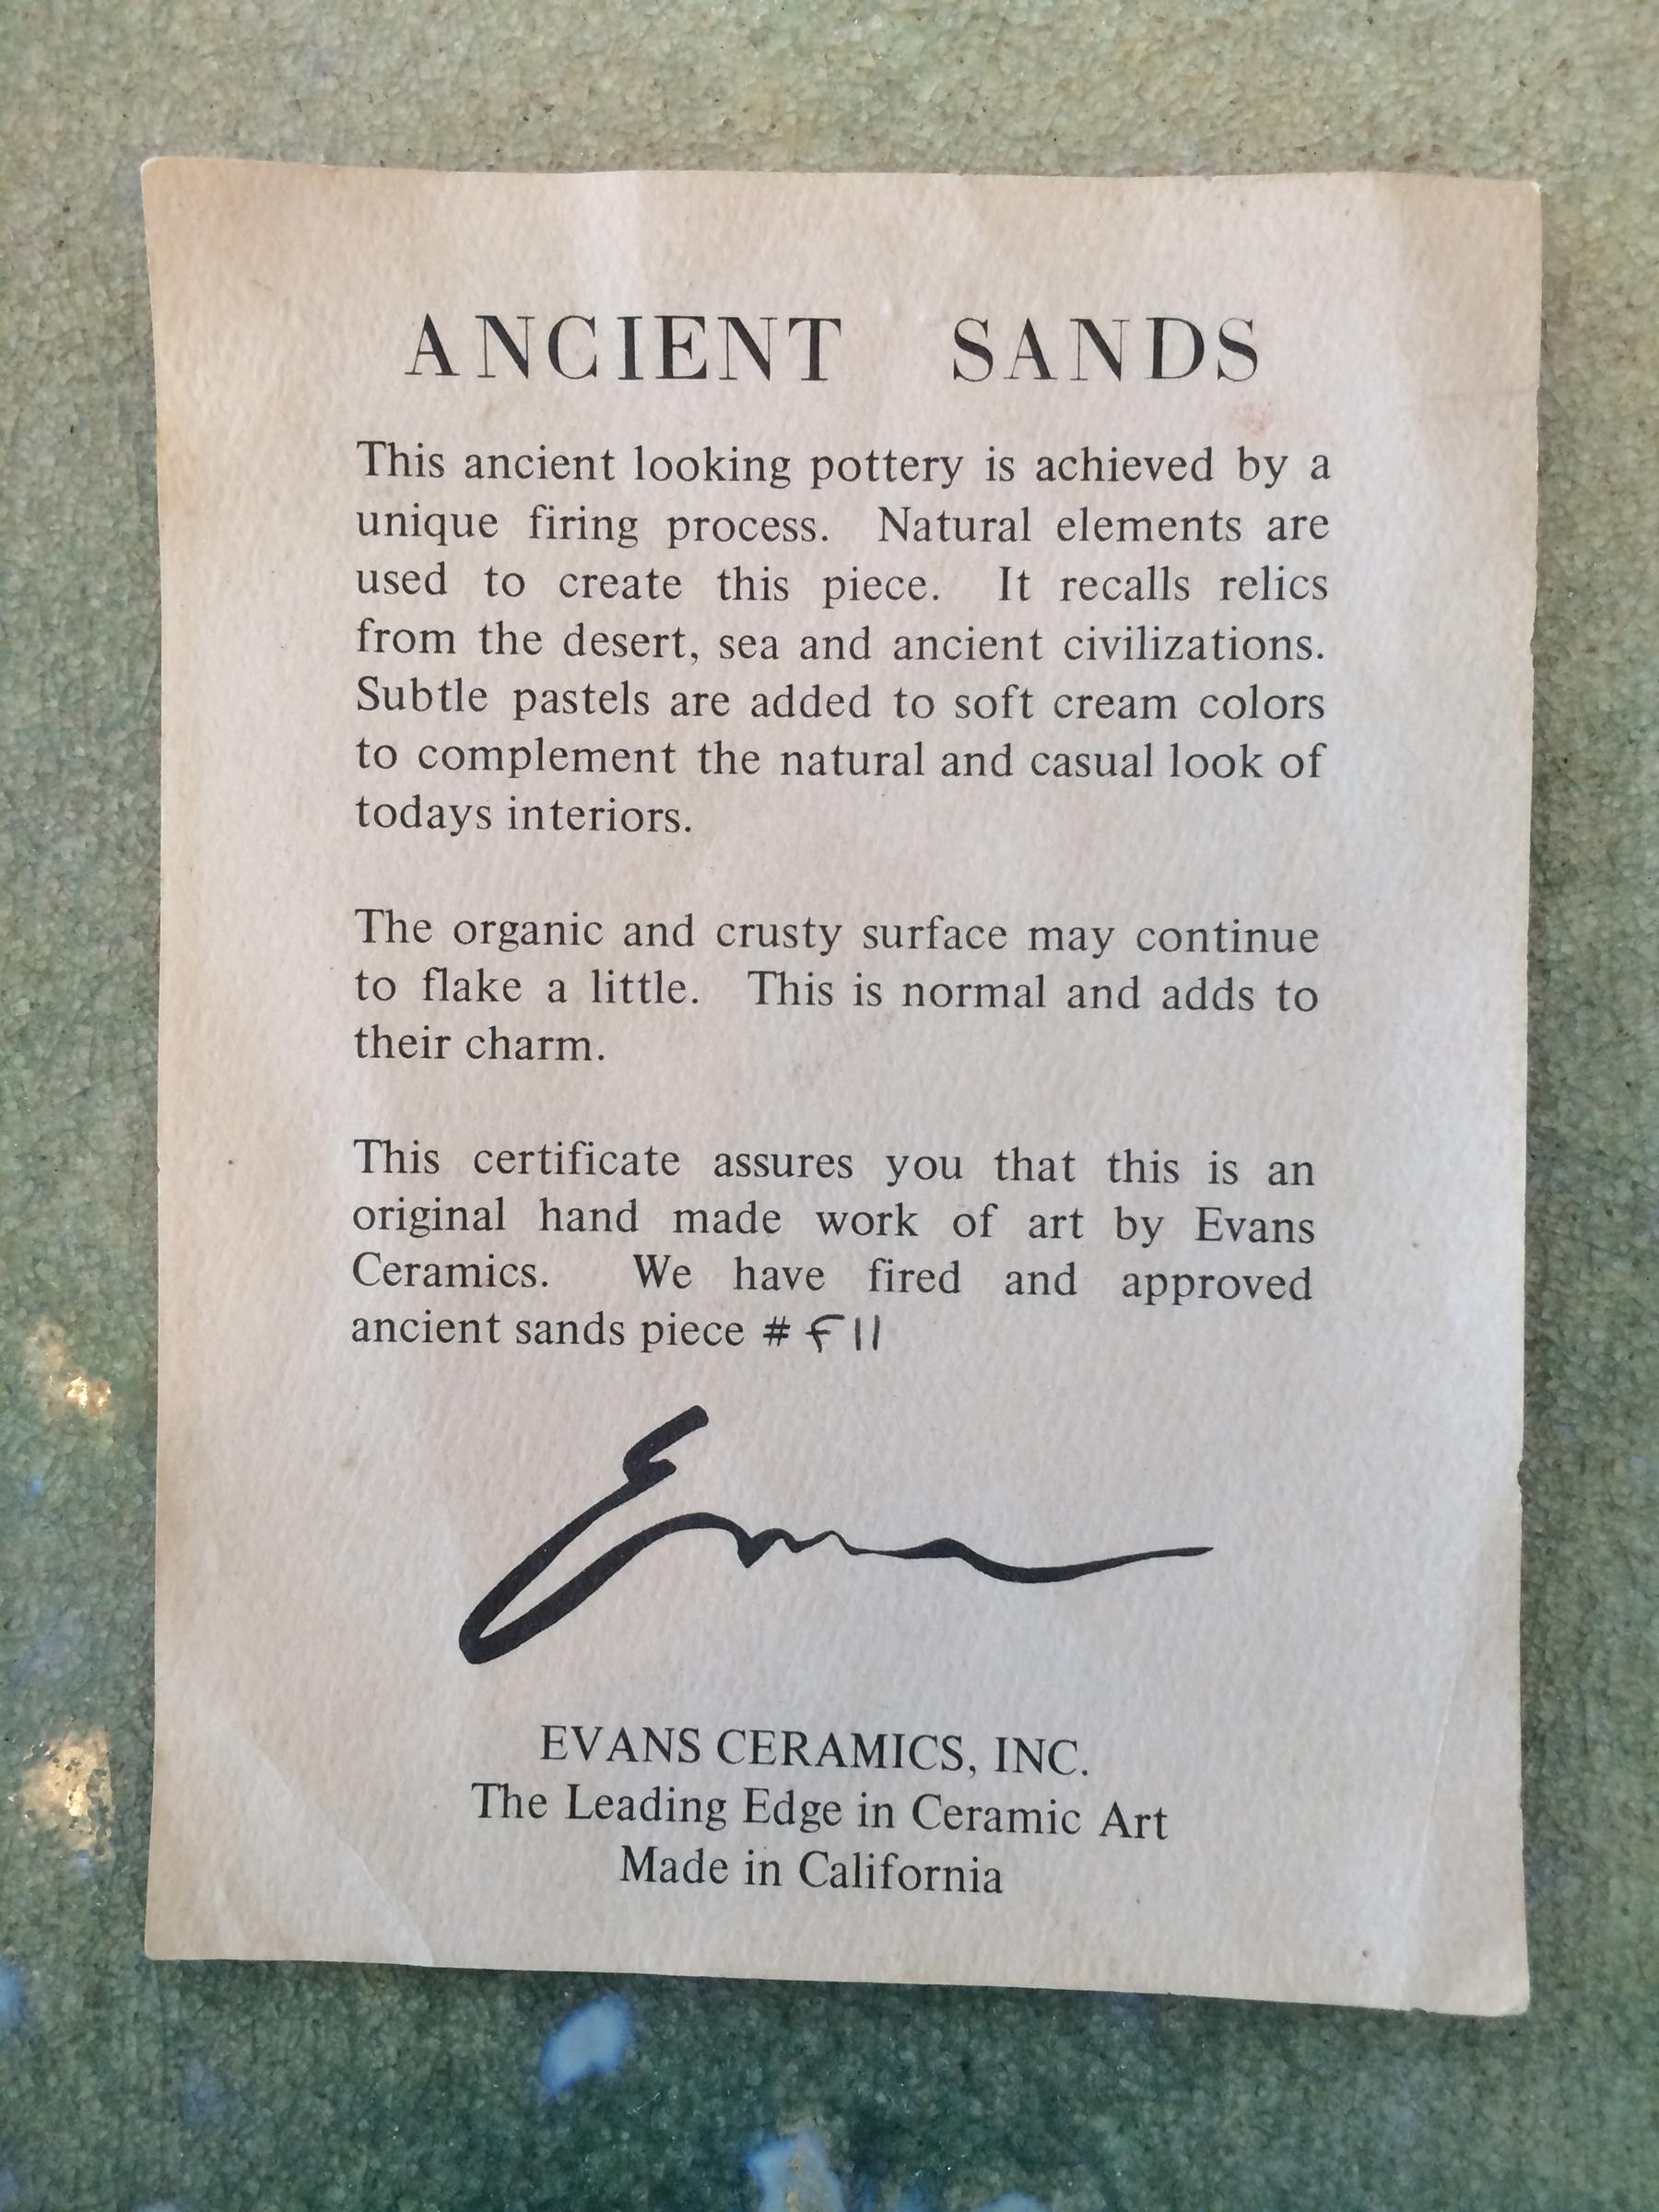 ANCIENT SANDS
This ancient looking pottery is achieved by a
unique firing process. Natural elements are
used to create this piece. It recalls relics
from the desert, sea and ancient civilizations.
Subtle pastels are added to soft cream colors
to complement the natural and casual look of
todays interiors.
The organic and crusty surface may continue
to flake a little. This is normal and adds to
their charm.
This certificate assures you that this is an
original hand made work of art by Evans
Ceramics. We have fired and approved
ancient sands piece # F11
EVANS CERAMICS, INC.
The Leading Edge in Ceramic Art
Made in California